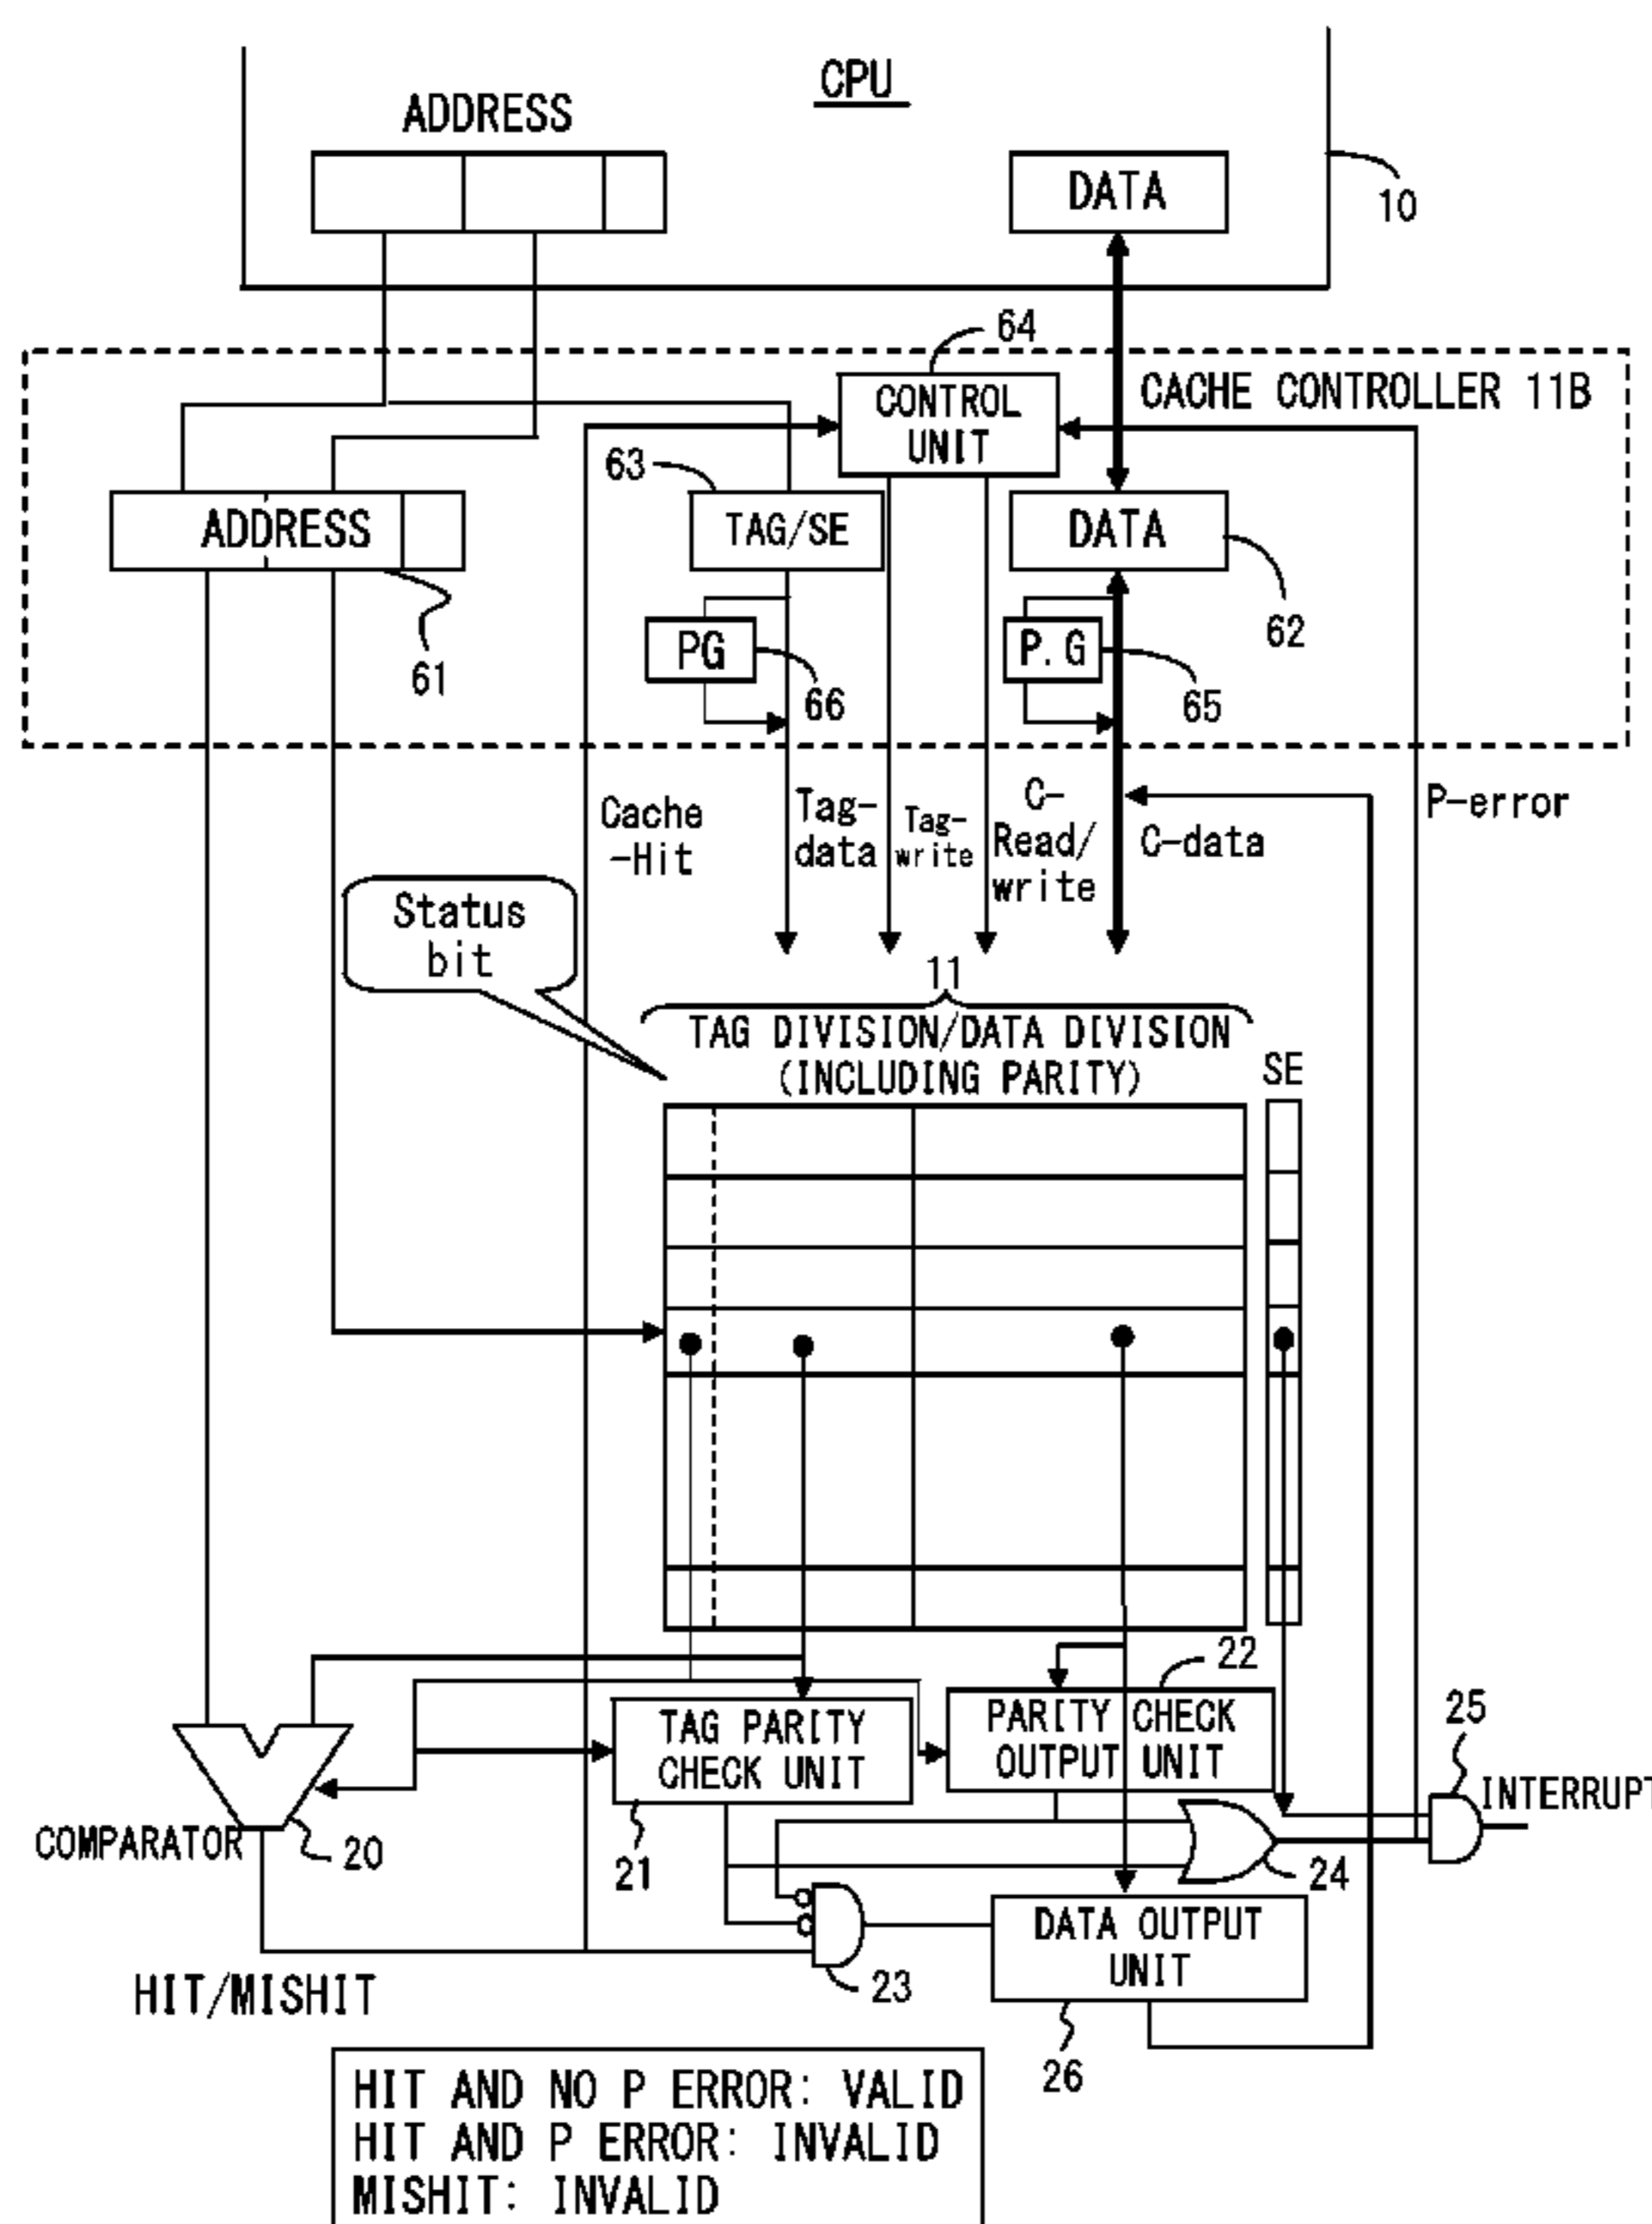 CPU
ADDRESS
DATA
10
64
CONTROL
UNIT
CACHE CONTROLLER 11B
63
ADDRESS
TAG/SE
DATA
61
PG
66
P.G
65
62
Cache
-Hit
Tag-
data
Tag-
write
C-
Read/
write
C-data
P-error
Status
bit
11
TAG DIVISION/DATA DIVISION
(INCLUDING PARITY)
SE
22
TAG PARITY
CHECK UNIT
PARITY CHECK
OUTPUT UNIT
25
INTERRUPT
COMPARATOR
20
21
24
DATA OUTPUT
UNIT
23
HIT/MISHIT
26
HIT AND NO P ERROR: VALID
HIT AND P ERROR: INVALID
MISHIT: INVALID